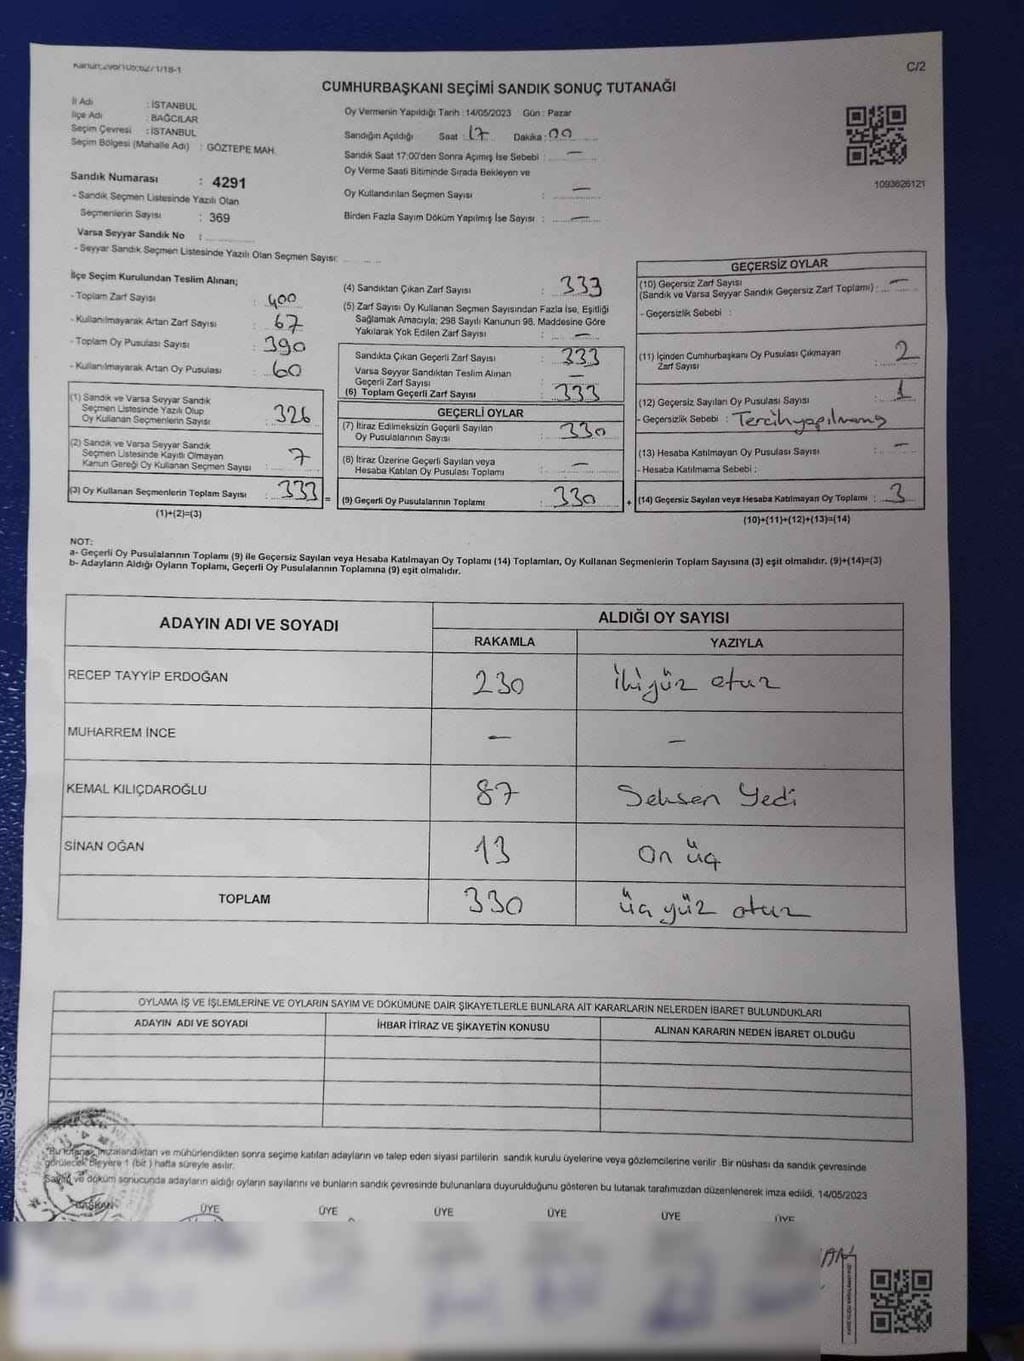 Kanun:298/Ds:62/1/18-1
C/2
CUMHURBAŞKANI SEÇİMİ SANDIK SONUÇ TUTANAĞI
İl Adı : İSTANBUL
İlçe Adı : BAĞCILAR
Seçim Çevresi : İSTANBUL
Seçim Bölgesi (Mahalle Adı) : GÖZTEPE MAH.
Sandık Numarası : 4291
- Sandık Seçmen Listesinde Yazılı Olan
Seçmenlerin Sayısı : 369
Varsa Seyyar Sandık No :
- Seyyar Sandık Seçmen Listesinde Yazılı Olan Seçmen Sayısı:
Oy Vermenin Yapıldığı Tarih : 14/05/2023 Gün : Pazar
Sandığın Açıldığı Saat : 17 Dakika : 00
Sandık Saat 17:00'den Sonra Açımış İse Sebebi : —
Oy Verme Saati Bitiminde Sırada Bekleyen ve
Oy Kullandırılan Seçmen Sayısı : —
Birden Fazla Sayım Döküm Yapılmış İse Sayısı : —
1093626121
İlçe Seçim Kurulundan Teslim Alınan;
- Toplam Zarf Sayısı : 400
- Kullanılmayarak Artan Zarf Sayısı : 67
- Toplam Oy Pusulası Sayısı : 390
- Kullanılmayarak Artan Oy Pusulası : 60
(1) Sandık ve Varsa Seyyar Sandık
Seçmen Listesinde Yazılı Olup
Oy Kullanan Seçmenlerin Sayısı : 326
(2) Sandık ve Varsa Seyyar Sandık
Seçmen Listesinde Kayıtlı Olmayan
Kanun Gereği Oy Kullanan Seçmen Sayısı : 7
(3) Oy Kullanan Seçmenlerin Toplam Sayısı : 333 =
(1)+(2)=(3)
(4) Sandıktan Çıkan Zarf Sayısı : 333
(5) Zarf Sayısı Oy Kullanan Seçmen Sayısından Fazla İse, Eşitliği
Sağlamak Amacıyla; 298 Sayılı Kanunun 98. Maddesine Göre
Yakılarak Yok Edilen Zarf Sayısı : —
Sandıkta Çıkan Geçerli Zarf Sayısı : 333
Varsa Seyyar Sandıktan Teslim Alınan
Geçerli Zarf Sayısı : —
(6) Toplam Geçerli Zarf Sayısı : 333
GEÇERLİ OYLAR
(7) İtiraz Edilmeksizin Geçerli Sayılan
Oy Pusulalarının Sayısı : 330
(8) İtiraz Üzerine Geçerli Sayılan veya
Hesaba Katılan Oy Pusulası Toplamı : —
(9) Geçerli Oy Pusulalarının Toplamı : 330 +
GEÇERSİZ OYLAR
(10) Geçersiz Zarf Sayısı
(Sandık ve Varsa Seyyar Sandık Geçersiz Zarf Toplamı) : —
- Geçersizlik Sebebi :
(11) İçinden Cumhurbaşkanı Oy Pusulası Çıkmayan
Zarf Sayısı : 2
(12) Geçersiz Sayılan Oy Pusulası Sayısı : 1
- Geçersizlik Sebebi : Tercih yapılmamış
(13) Hesaba Katılmayan Oy Pusulası Sayısı : —
- Hesaba Katılmama Sebebi :
(14) Geçersiz Sayılan veya Hesaba Katılmayan Oy Toplamı : 3
(10)+(11)+(12)+(13)=(14)
NOT:
a- Geçerli Oy Pusulalarının Toplamı (9) ile Geçersiz Sayılan veya Hesaba Katılmayan Oy Toplamı (14) Toplamları, Oy Kullanan Seçmenlerin Toplam Sayısına (3) eşit olmalıdır. (9)+(14)=(3)
b- Adayların Aldığı Oyların Toplamı, Geçerli Oy Pusulalarının Toplamına (9) eşit olmalıdır.
ADAYIN ADI VE SOYADI
ALDIĞI OY SAYISI
RAKAMLA YAZIYLA
RECEP TAYYİP ERDOĞAN 230 İkiyüz otuz
MUHARREM İNCE — —
KEMAL KILIÇDAROĞLU 87 Seksen Yedi
SİNAN OĞAN 13 On üç
TOPLAM 330 üç yüz otuz
OYLAMA İŞ VE İŞLEMLERİNE VE OYLARIN SAYIM VE DÖKÜMÜNE DAİR ŞİKAYETLERLE BUNLARA AİT KARARLARIN NELERDEN İBARET BULUNDUKLARI
ADAYIN ADI VE SOYADI İHBAR İTİRAZ VE ŞİKAYETİN KONUSU ALINAN KARARIN NEDEN İBARET OLDUĞU
Bu tutanak imzalandıktan ve mühürlendikten sonra seçime katılan adayların ve talep eden siyasi partilerin sandık kurulu üyelerine veya gözlemcilerine verilir. Bir nüshası da sandık çevresinde
görülecek bir yere 1 (bir) hafta süreyle asılır.
Sayım ve döküm sonucunda adayların aldığı oyların sayılarını ve bunların sandık çevresinde bulunanlara duyurulduğunu gösteren bu tutanak tarafımızdan düzenlenerek imza edildi. 14/05/2023
BAŞKAN ÜYE ÜYE ÜYE ÜYE ÜYE ÜYE